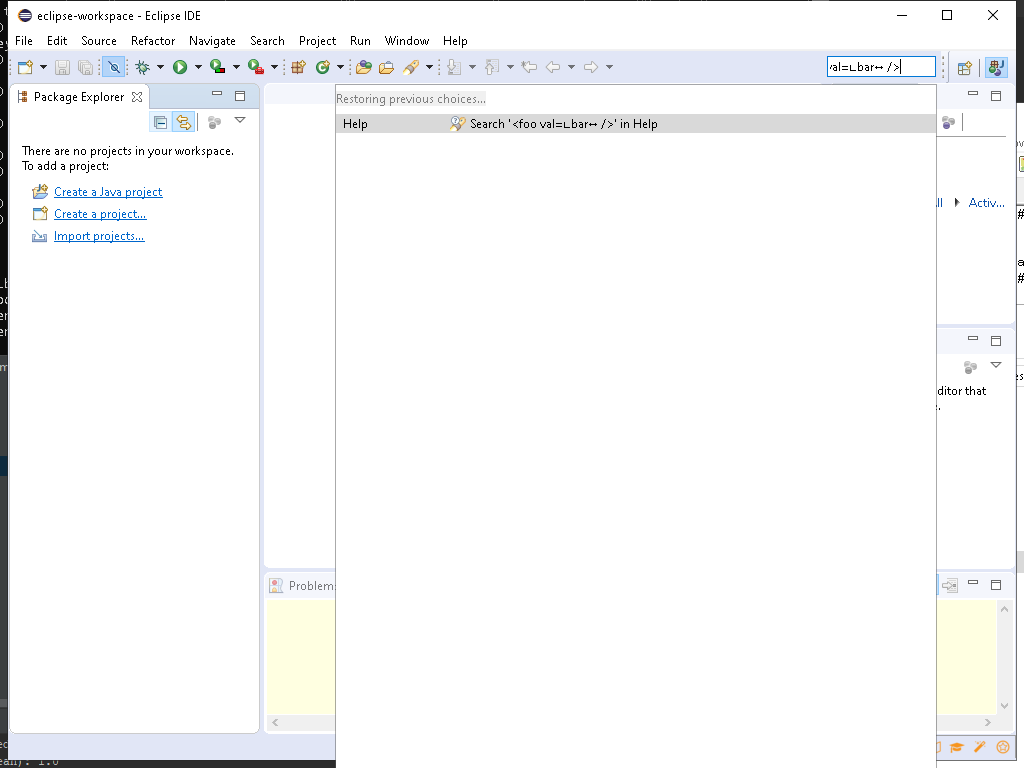 eclipse-workspace - Eclipse IDE
File Edit Source Refactor Navigate Search Project Run Window Help
val=∟bar↔ />
Package Explorer
Restoring previous choices...
Help Search '<foo val=∟bar↔ />' in Help
There are no projects in your workspace.
To add a project:
Create a Java project
Create a project...
Import projects...
Activ...
ditor that
Problem